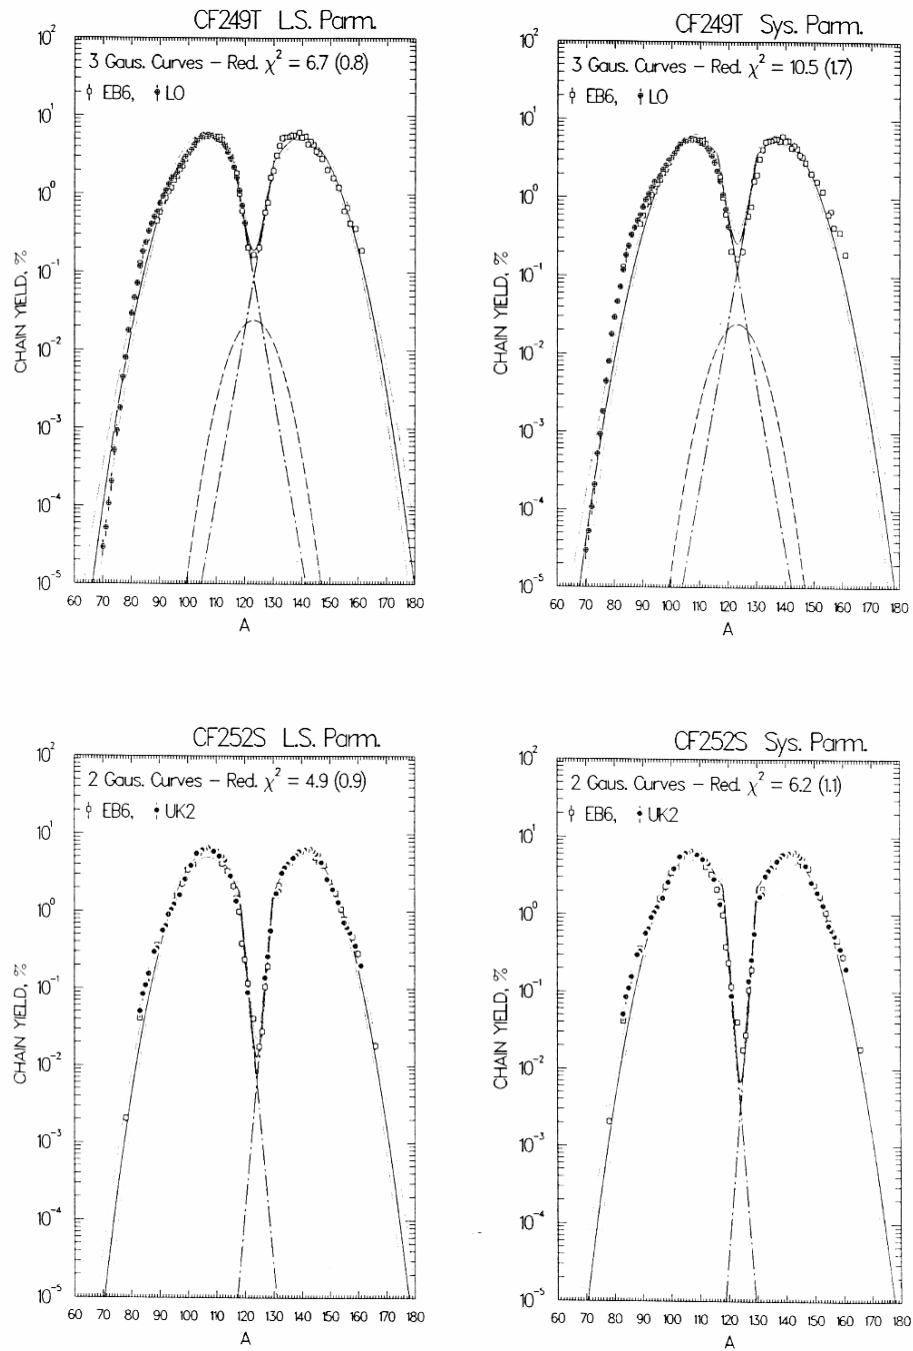 CF249T L.S. Parm.
3 Gaus. Curves – Red. χ² = 6.7 (0.8)
EB6, LO
10²
10¹
10⁰
10⁻¹
10⁻²
10⁻³
10⁻⁴
10⁻⁵
CHAIN YIELD, %
60 70 80 90 100 110 120 130 140 150 160 170 180
A
CF249T Sys. Parm.
3 Gaus. Curves – Red. χ² = 10.5 (1.7)
EB6, LO
10²
10¹
10⁰
10⁻¹
10⁻²
10⁻³
10⁻⁴
10⁻⁵
CHAIN YIELD, %
60 70 80 90 100 110 120 130 140 150 160 170 180
A
CF252S L.S. Parm.
2 Gaus. Curves – Red. χ² = 4.9 (0.9)
EB6, UK2
10²
10¹
10⁰
10⁻¹
10⁻²
10⁻³
10⁻⁴
10⁻⁵
CHAIN YIELD, %
60 70 80 90 100 110 120 130 140 150 160 170 180
A
CF252S Sys. Parm.
2 Gaus. Curves – Red. χ² = 6.2 (1.1)
EB6, UK2
10²
10¹
10⁰
10⁻¹
10⁻²
10⁻³
10⁻⁴
10⁻⁵
CHAIN YIELD, %
60 70 80 90 100 110 120 130 140 150 160 170 180
A